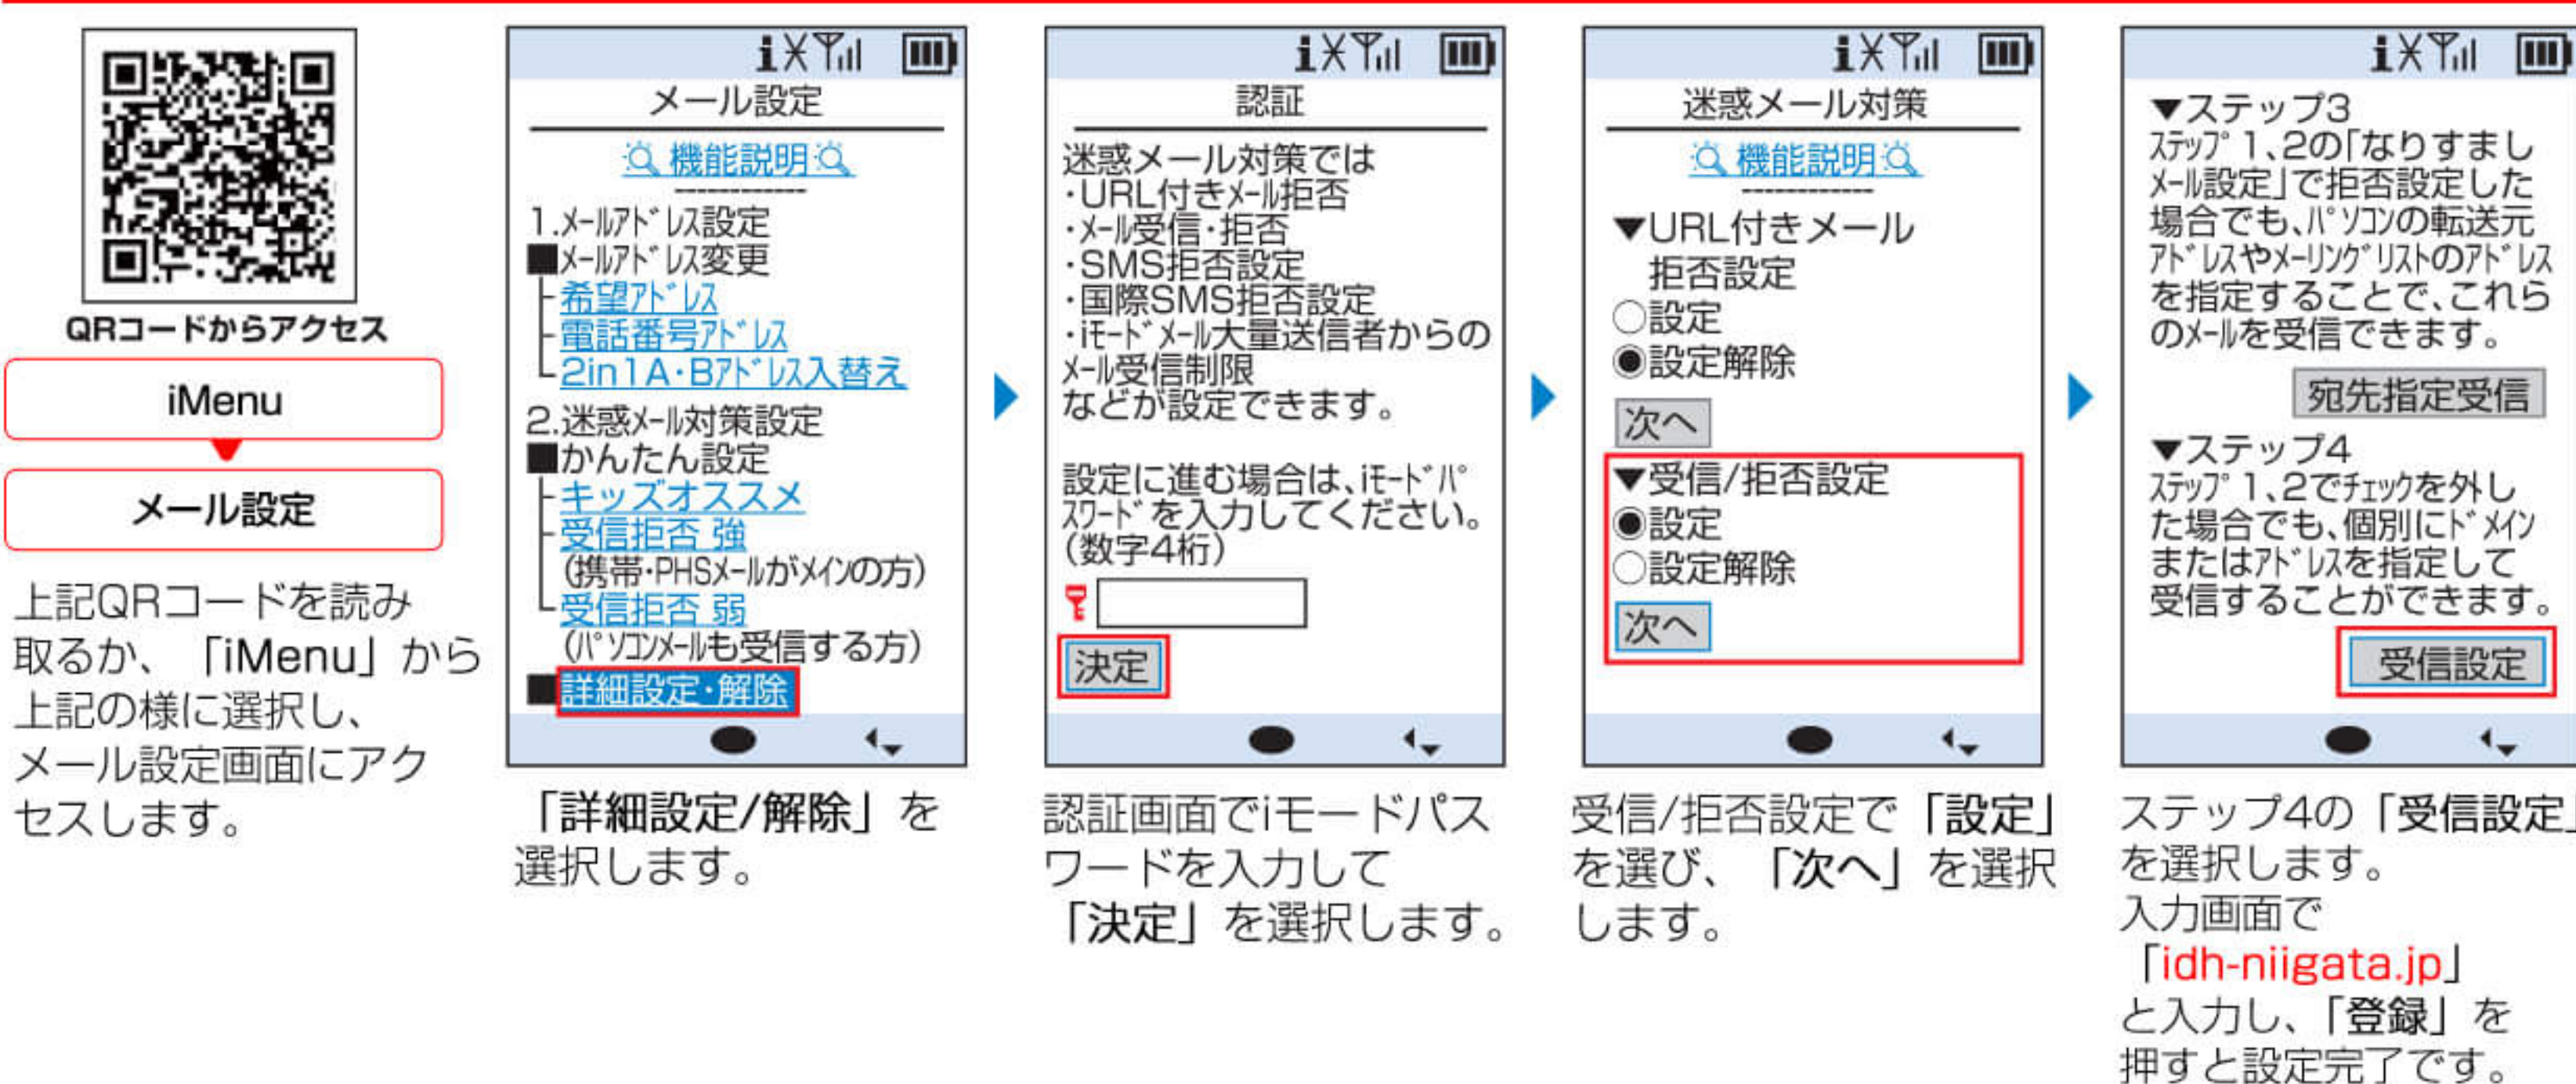 QRコードからアクセス
iMenu
メール設定
上記QRコードを読み
取るか、「iMenu」から
上記の様に選択し、
メール設定画面にアク
セスします。
メール設定
機能説明
1.ﾒｰﾙｱﾄﾞﾚｽ設定
■ﾒｰﾙｱﾄﾞﾚｽ変更
希望ｱﾄﾞﾚｽ
電話番号ｱﾄﾞﾚｽ
2in1A・Bｱﾄﾞﾚｽ入替え
2.迷惑ﾒｰﾙ対策設定
■かんたん設定
キッズオススメ
受信拒否 強
(携帯・PHSﾒｰﾙがﾒｲﾝの方)
受信拒否 弱
(ﾊﾟｿｺﾝﾒｰﾙも受信する方)
■詳細設定・解除
「詳細設定/解除」を
選択します。
認証
迷惑メール対策では
・URL付きﾒｰﾙ拒否
・ﾒｰﾙ受信・拒否
・SMS拒否設定
・国際SMS拒否設定
・iﾓｰﾄﾞﾒｰﾙ大量送信者からの
ﾒｰﾙ受信制限
などが設定できます。
設定に進む場合は、iﾓｰﾄﾞﾊﾟ
ｽﾜｰﾄﾞを入力してください。
(数字4桁)
決定
認証画面でiモードパス
ワードを入力して
「決定」を選択します。
迷惑メール対策
機能説明
▼URL付きメール
拒否設定
○設定
◉設定解除
次へ
▼受信/拒否設定
◉設定
○設定解除
次へ
受信/拒否設定で「設定」
を選び、「次へ」を選択
します。
▼ステップ3
ｽﾃｯﾌﾟ1、2の「なりすまし
ﾒｰﾙ設定」で拒否設定した
場合でも、ﾊﾟｿｺﾝの転送元
ｱﾄﾞﾚｽやﾒｰﾘﾝｸﾞﾘｽﾄのｱﾄﾞﾚｽ
を指定することで、これら
のﾒｰﾙを受信できます。
宛先指定受信
▼ステップ4
ｽﾃｯﾌﾟ1、2でﾁｪｯｸを外し
た場合でも、個別にﾄﾞﾒｲﾝ
またはｱﾄﾞﾚｽを指定して
受信することができます。
受信設定
ステップ4の「受信設定」
を選択します。
入力画面で
「idh-niigata.jp」
と入力し、「登録」を
押すと設定完了です。